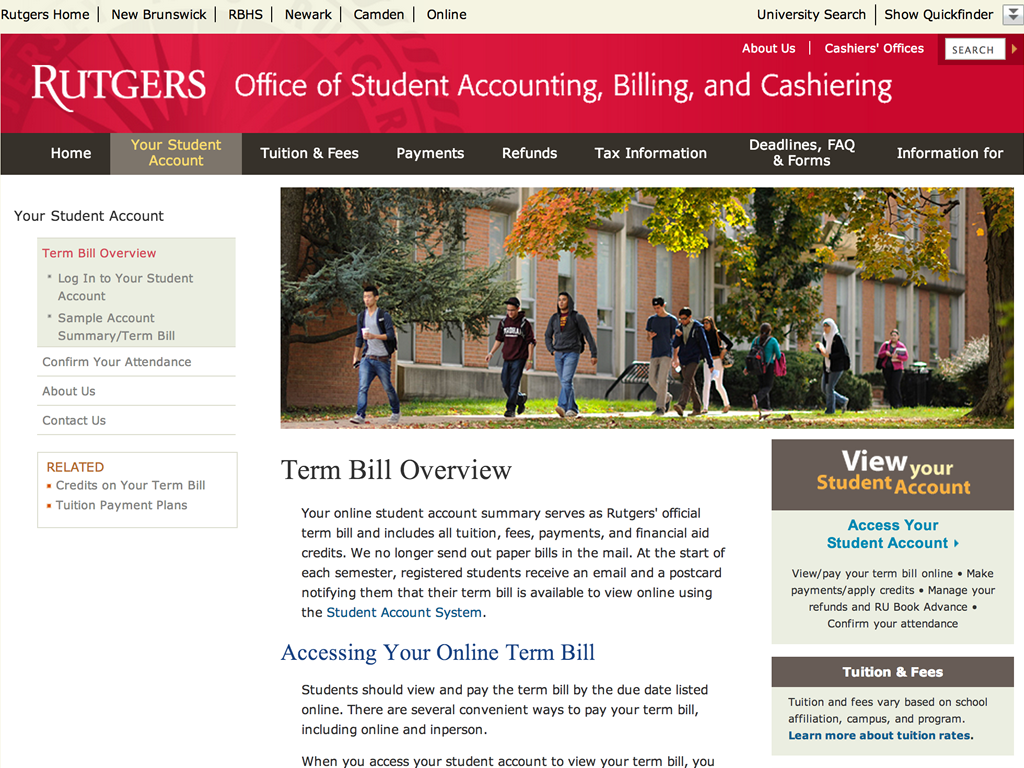 Rutgers Home | New Brunswick | RBHS | Newark | Camden | Online
University Search | Show Quickfinder
About Us | Cashiers' Offices
SEARCH
RUTGERS
Office of Student Accounting, Billing, and Cashiering
Home
Your Student
Account
Tuition & Fees
Payments
Refunds
Tax Information
Deadlines, FAQ
& Forms
Information for
Your Student Account
Term Bill Overview
* Log In to Your Student
Account
* Sample Account
Summary/Term Bill
Confirm Your Attendance
About Us
Contact Us
RELATED
Credits on Your Term Bill
Tuition Payment Plans
Term Bill Overview
Your online student account summary serves as Rutgers' official
term bill and includes all tuition, fees, payments, and financial aid
credits. We no longer send out paper bills in the mail. At the start of
each semester, registered students receive an email and a postcard
notifying them that their term bill is available to view online using
the Student Account System.
Accessing Your Online Term Bill
Students should view and pay the term bill by the due date listed
online. There are several convenient ways to pay your term bill,
including online and inperson.
When you access your student account to view your term bill, you
View your
Student Account
Access Your
Student Account
View/pay your term bill online • Make
payments/apply credits • Manage your
refunds and RU Book Advance •
Confirm your attendance
Tuition & Fees
Tuition and fees vary based on school
affiliation, campus, and program.
Learn more about tuition rates.